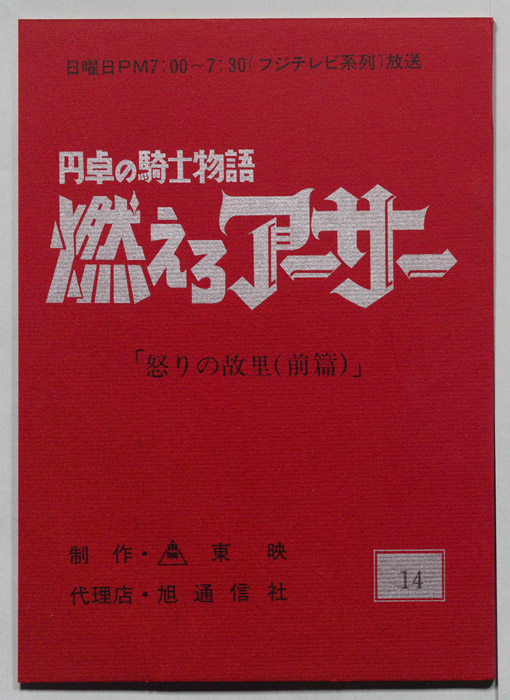 日曜日PM7:00−7:30(フジテレビ系列)放送
円卓の騎士物語
燃えろアーサー
「怒りの故里(前篇)」
制作・東映 東映
代理店・旭通信社
14